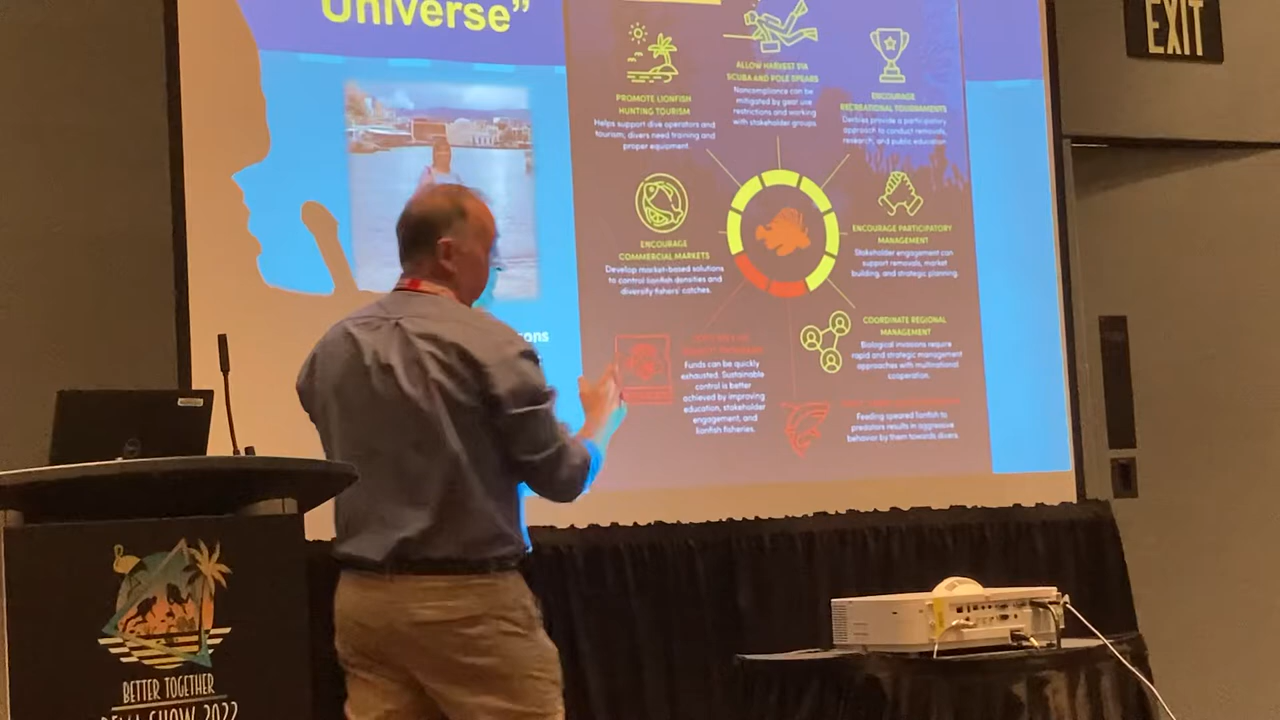 Universe”
EXIT
PROMOTE LIONFISH
HUNTING TOURISM
Helps support dive operators and
tourism, divers need training and
proper equipment.
ALLOW HARVEST VIA
SCUBA AND POLE SPEARS
Noncompliance can be
mitigated by gear use
restrictions and working
with stakeholder groups.
ENCOURAGE
RECREATIONAL TOURNAMENTS
Derbies provide a participatory
approach to conduct removals,
research, and public education
ENCOURAGE
COMMERCIAL MARKETS
Develop market-based solutions
to control lionfish densities and
diversify fishers' catches.
ENCOURAGE PARTICIPATORY
MANAGEMENT
Stakeholder engagement can
support removals, market
building, and strategic planning.
COORDINATE REGIONAL
MANAGEMENT
Biological invasions require
rapid and strategic management
approaches with multinational
cooperation.
Funds can be quickly
exhausted. Sustainable
control is better
achieved by improving
education, stakeholder
engagement, and
lionfish fisheries.
Feeding speared lionfish to
predators results in aggressive
behavior by them towards divers.
BETTER TOGETHER
DEMA SHOW 2022